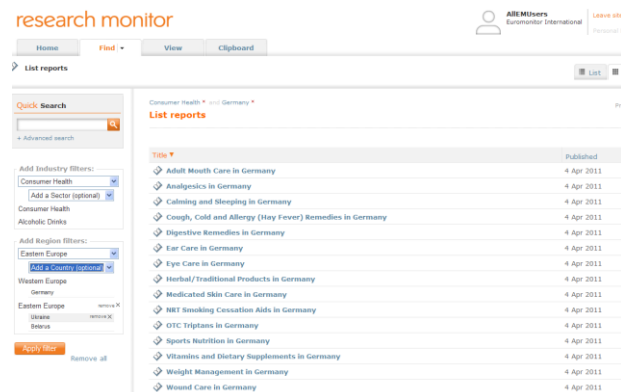 research monitor
AllEMUsers
Euromonitor International
Leave site
Personal
Home
Find
View
Clipboard
List reports
List
Quick Search
+ Advanced search
Add Industry filters:
Consumer Health
Add a Sector (optional)
Consumer Health
Alcoholic Drinks
Add Region filters:
Eastern Europe
Add a Country (optional)
Western Europe
Germany
Eastern Europe remove X
Ukraine remove X
Belarus
Apply filter
Remove all
Consumer Health * and Germany *
List reports
Title Published
Adult Mouth Care in Germany 4 Apr 2011
Analgesics in Germany 4 Apr 2011
Calming and Sleeping in Germany 4 Apr 2011
Cough, Cold and Allergy (Hay Fever) Remedies in Germany 4 Apr 2011
Digestive Remedies in Germany 4 Apr 2011
Ear Care in Germany 4 Apr 2011
Eye Care in Germany 4 Apr 2011
Herbal/Traditional Products in Germany 4 Apr 2011
Medicated Skin Care in Germany 4 Apr 2011
NRT Smoking Cessation Aids in Germany 4 Apr 2011
OTC Triptans in Germany 4 Apr 2011
Sports Nutrition in Germany 4 Apr 2011
Vitamins and Dietary Supplements in Germany 4 Apr 2011
Weight Management in Germany 4 Apr 2011
Wound Care in Germany 4 Apr 2011